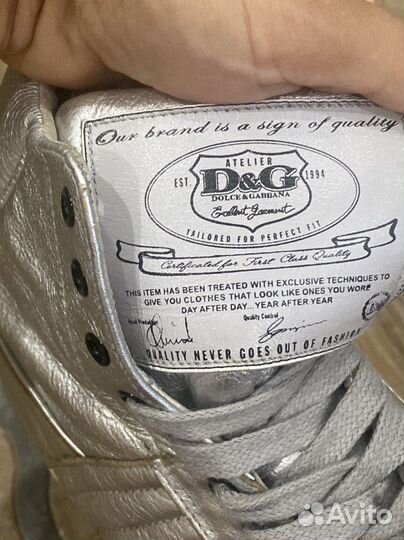 Our brand is a sign of quality
ATELIER
EST. D&G 1994
DOLCE&GABBANA
Excellent Garment
TAILORED FOR PERFECT FIT
Certificated for First Class Quality
THIS ITEM HAS BEEN TREATED WITH EXCLUSIVE TECHNIQUES TO
GIVE YOU CLOTHES THAT LOOK LIKE ONES YOU WORE
DAY AFTER DAY... YEAR AFTER YEAR
Quality Control
QUALITY NEVER GOES OUT OF FASHION
Avito